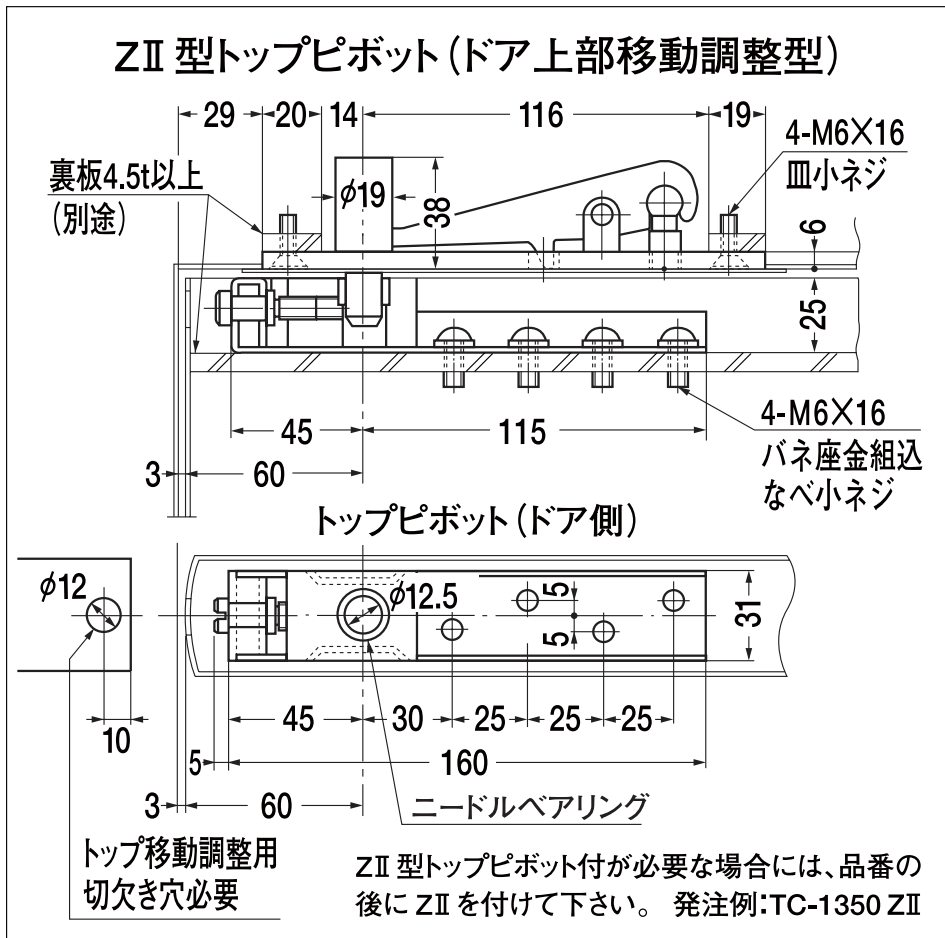 ZⅡ 型トップピボット（ドア上部移動調整型）
29
20
14
116
19
4-M6×16
皿小ネジ
裏板4.5t以上
（別途）
φ19
38
6
25
45
115
4-M6×16
バネ座金組込
なべ小ネジ
3
60
トップピボット（ドア側）
φ12
φ12.5
5
5
31
10
45
30
25
25
25
5
160
3
60
ニードルベアリング
トップ移動調整用
切欠き穴必要
ZⅡ 型トップピボット付が必要な場合には、品番の
後に ZⅡ を付けて下さい。 発注例：TC-1350 ZⅡ